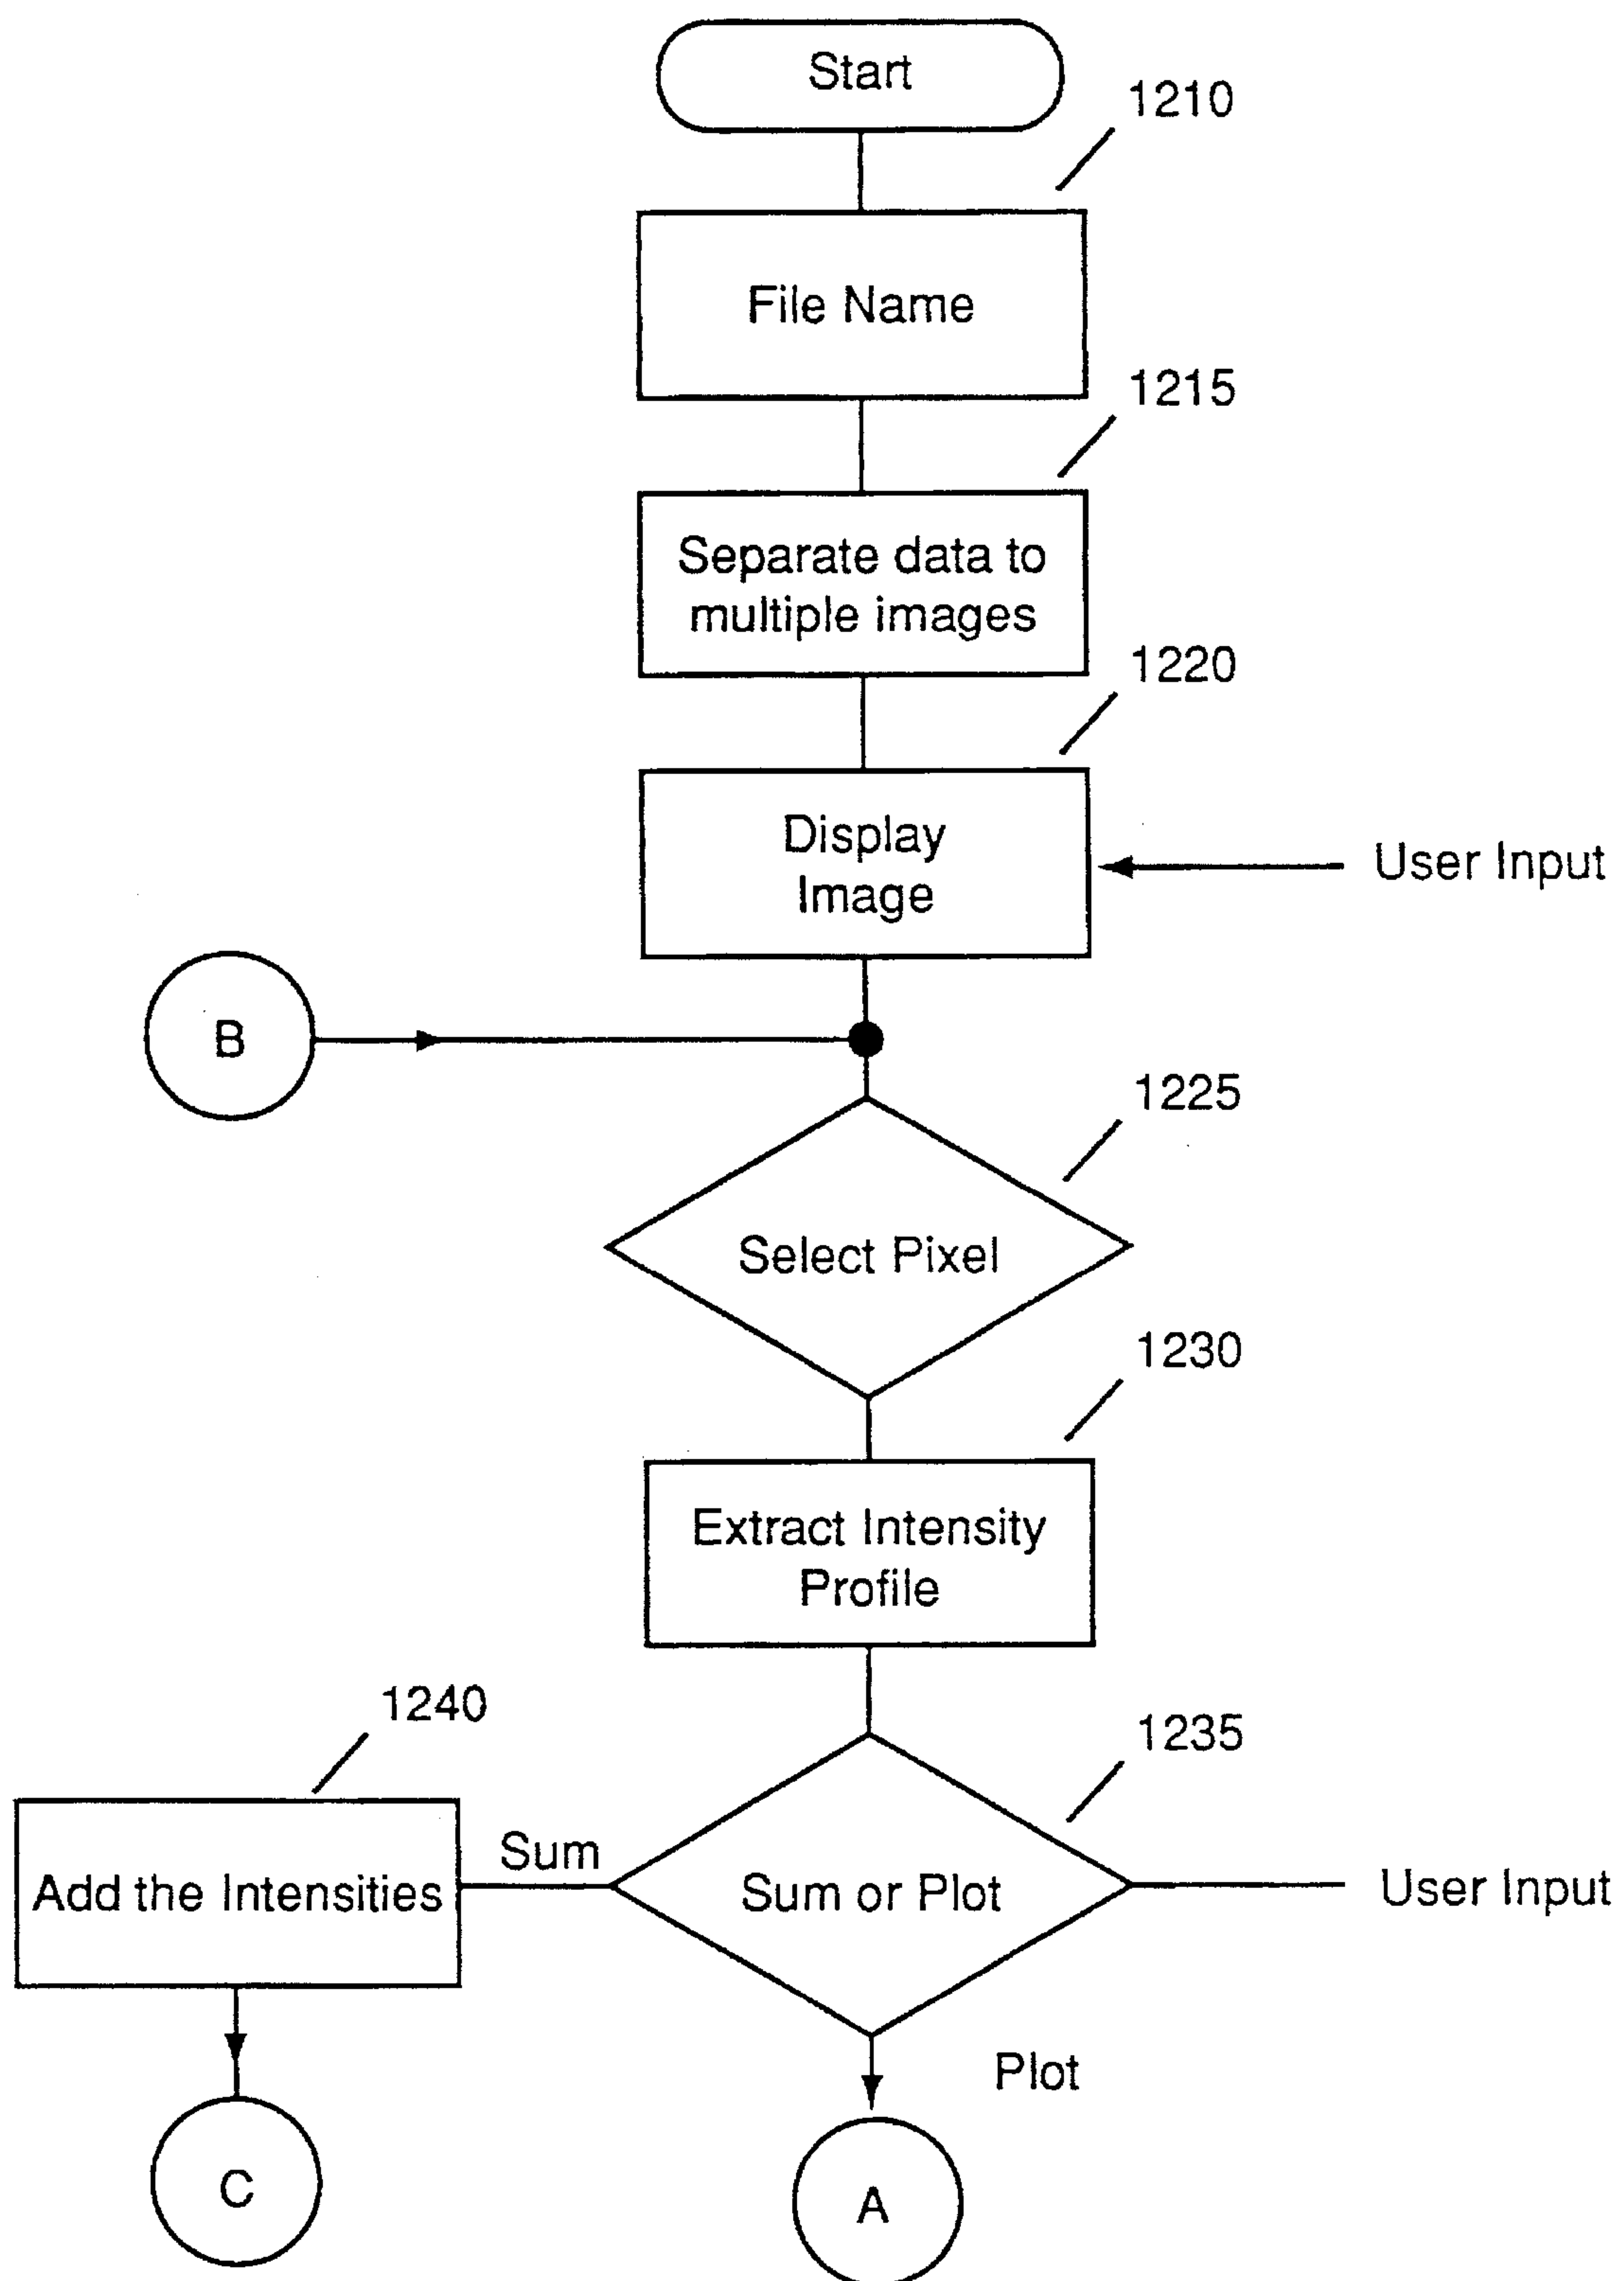 Start
1210
File Name
1215
Separate data to
multiple images
1220
Display
Image
User Input
B
1225
Select Pixel
1230
Extract Intensity
Profile
1240
1235
Sum
Add the Intensities
Sum or Plot
User Input
Plot
C
A